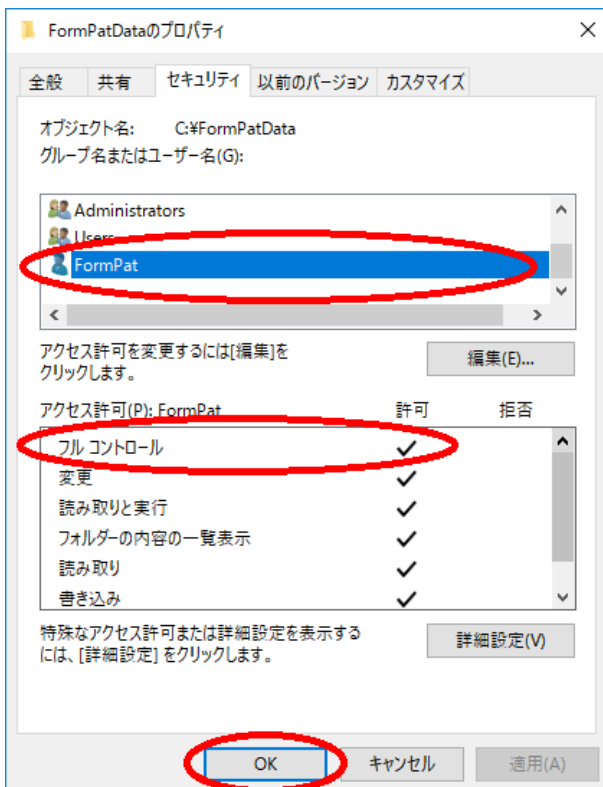 FormPatDataのプロパティ
全般 共有 セキュリティ 以前のバージョン カスタマイズ
オブジェクト名: C:¥FormPatData
グループ名またはユーザー名(G):
Administrators
Users
FormPat
アクセス許可を変更するには[編集]を
クリックします。
編集(E)...
アクセス許可(P): FormPat 許可 拒否
フル コントロール
変更
読み取りと実行
フォルダーの内容の一覧表示
読み取り
書き込み
特殊なアクセス許可または詳細設定を表示する
には、[詳細設定] をクリックします。
詳細設定(V)
OK キャンセル 適用(A)